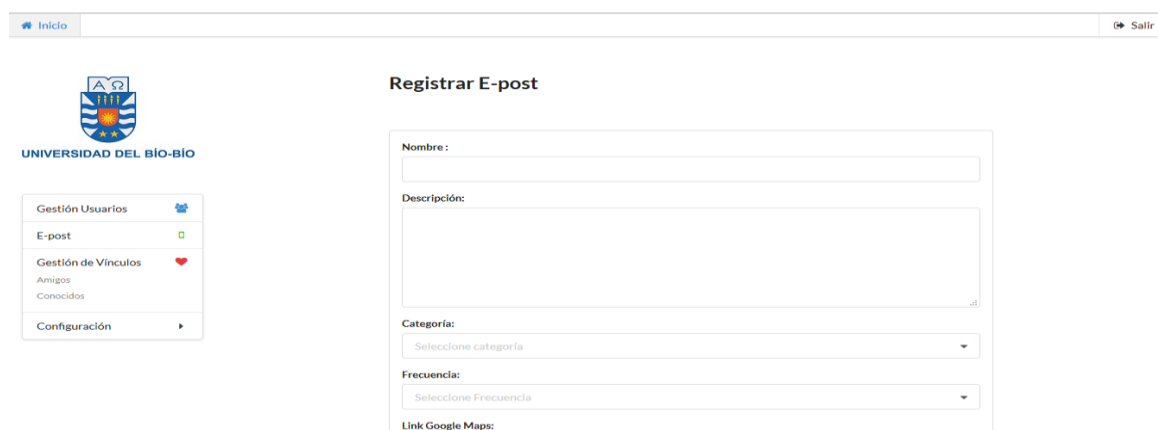 Inicio
Salir
ΑΩ
UNIVERSIDAD DEL BÍO-BÍO
Gestión Usuarios
E-post
Gestión de Vínculos
Amigos
Conocidos
Configuración
Registrar E-post
Nombre :
Descripción:
Categoría:
Seleccione categoría
Frecuencia:
Seleccione Frecuencia
Link Google Maps: